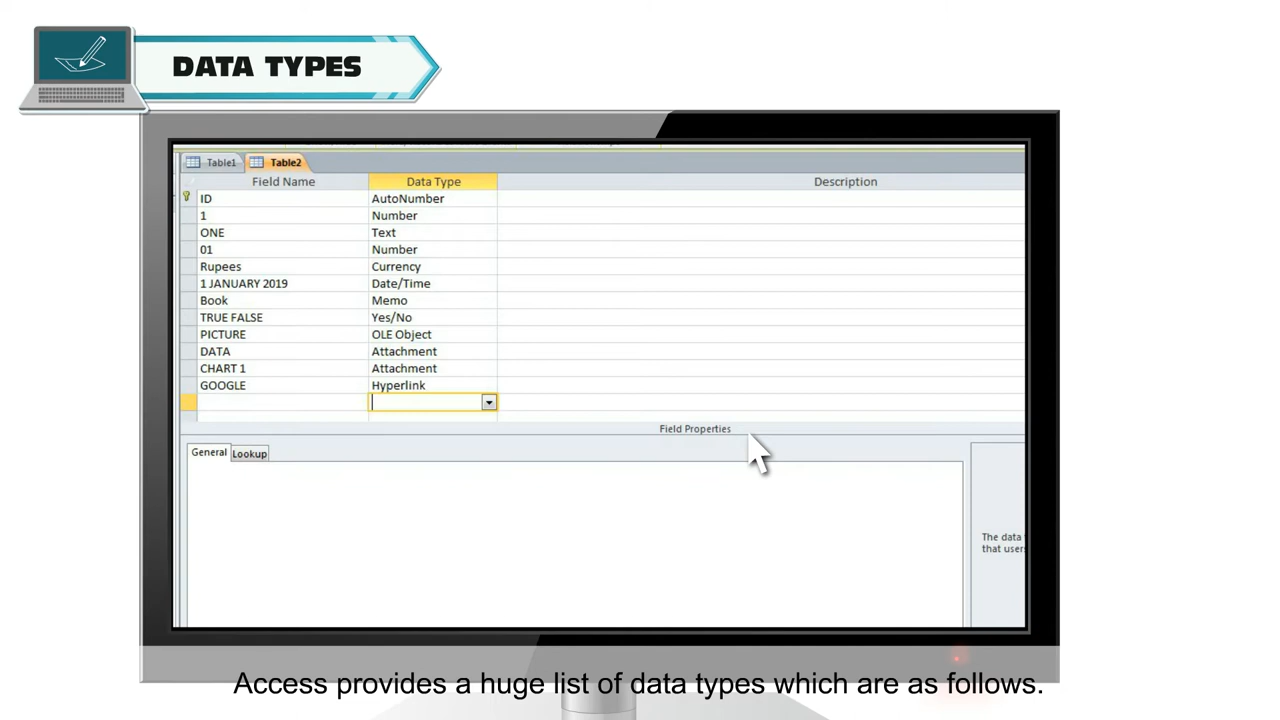 DATA TYPES
Table1 Table2
Field Name Data Type Description
ID AutoNumber
1 Number
ONE Text
01 Number
Rupees Currency
1 JANUARY 2019 Date/Time
Book Memo
TRUE FALSE Yes/No
PICTURE OLE Object
DATA Attachment
CHART 1 Attachment
GOOGLE Hyperlink
Field Properties
General Lookup
The data
that users
Access provides a huge list of data types which are as follows.